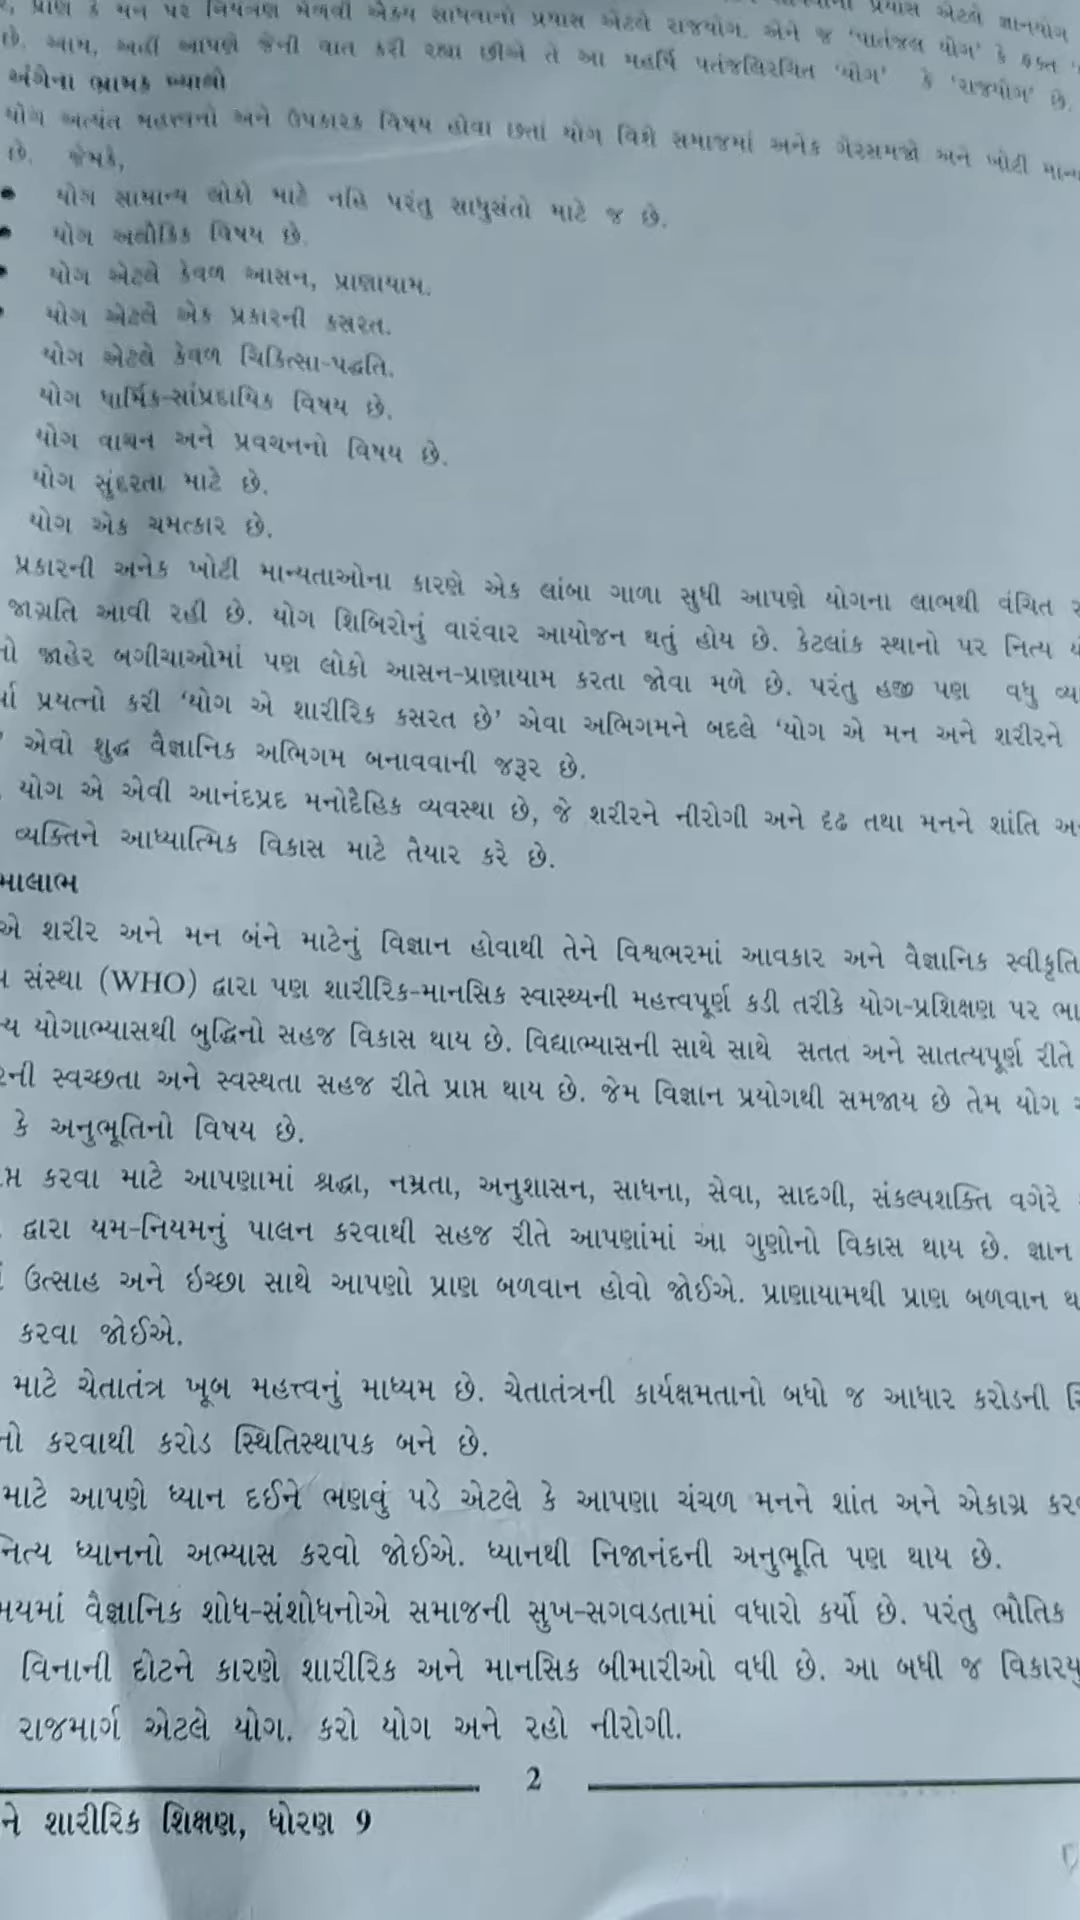 પ્રાણ કે મન પર નિયંત્રણ મેળવી ઐક્ય સાધવાનો પ્રયાસ એટલે રાજયોગ. એને જ ‘પાતંજલ યોગ’ કે ફક્ત
પ્રયાસ એટલે જ્ઞાનયોગ
છે. આમ, અહીં આપણે જેની વાત કરી રહ્યા છીએ તે આ મહર્ષિ પતંજલિરચિત ‘યોગ’ કે ‘રાજયોગ’ છે.
અંગેના ભ્રામક ખ્યાલો
યોગ અત્યંત મહત્ત્વનો અને ઉપકારક વિષય હોવા છતાં યોગ વિશે સમાજમાં અનેક ગેરસમજો અને ખોટી
છે. જેમકે,
• યોગ સામાન્ય લોકો માટે નહિ પરંતુ સાધુસંતો માટે જ છે.
• યોગ અલૌકિક વિષય છે.
• યોગ એટલે કેવળ આસન, પ્રાણાયામ.
• યોગ એટલે એક પ્રકારની કસરત.
યોગ એટલે કેવળ ચિકિત્સા-પદ્ધતિ.
યોગ ધાર્મિક-સાંપ્રદાયિક વિષય છે.
યોગ વાચન અને પ્રવચનનો વિષય છે.
યોગ સુંદરતા માટે છે.
યોગ એક ચમત્કાર છે.
પ્રકારની અનેક ખોટી માન્યતાઓના કારણે એક લાંબા ગાળા સુધી આપણે યોગના લાભથી વંચિત
જાગ્રતિ આવી રહી છે. યોગ શિબિરોનું વારંવાર આયોજન થતું હોય છે. કેટલાંક સ્થાનો પર નિત્ય
જાહેર બગીચાઓમાં પણ લોકો આસન-પ્રાણાયામ કરતા જોવા મળે છે. પરંતુ હજી પણ વધુ
પ્રયત્નો કરી ‘યોગ એ શારીરિક કસરત છે’ એવા અભિગમને બદલે ‘યોગ એ મન અને શરીરને
’ એવો શુદ્ધ વૈજ્ઞાનિક અભિગમ બનાવવાની જરૂર છે.
યોગ એ એવી આનંદપ્રદ મનોદૈહિક વ્યવસ્થા છે, જે શરીરને નીરોગી અને દૃઢ તથા મનને શાંતિ
વ્યક્તિને આધ્યાત્મિક વિકાસ માટે તૈયાર કરે છે.
માલાભ
એ શરીર અને મન બંને માટેનું વિજ્ઞાન હોવાથી તેને વિશ્વભરમાં આવકાર અને વૈજ્ઞાનિક સ્વીકૃતિ
સંસ્થા (WHO) દ્વારા પણ શારીરિક-માનસિક સ્વાસ્થ્યની મહત્ત્વપૂર્ણ કડી તરીકે યોગ-પ્રશિક્ષણ પર
યોગાભ્યાસથી બુદ્ધિનો સહજ વિકાસ થાય છે. વિદ્યાભ્યાસની સાથે સાથે સતત અને સાતત્યપૂર્ણ રીતે
સ્વચ્છતા અને સ્વસ્થતા સહજ રીતે પ્રાપ્ત થાય છે. જેમ વિજ્ઞાન પ્રયોગથી સમજાય છે તેમ યોગ
કે અનુભૂતિનો વિષય છે.
કરવા માટે આપણામાં શ્રદ્ધા, નમ્રતા, અનુશાસન, સાધના, સેવા, સાદગી, સંકલ્પશક્તિ વગેરે
દ્વારા યમ-નિયમનું પાલન કરવાથી સહજ રીતે આપણાંમાં આ ગુણોનો વિકાસ થાય છે. જ્ઞાન
ઉત્સાહ અને ઇચ્છા સાથે આપણો પ્રાણ બળવાન હોવો જોઈએ. પ્રાણાયામથી પ્રાણ બળવાન
કરવા જોઈએ.
માટે ચેતાતંત્ર ખૂબ મહત્ત્વનું માધ્યમ છે. ચેતાતંત્રની કાર્યક્ષમતાનો બધો જ આધાર કરોડની
કરવાથી કરોડ સ્થિતિસ્થાપક બને છે.
માટે આપણે ધ્યાન દઈને ભણવું પડે એટલે કે આપણા ચંચળ મનને શાંત અને એકાગ્ર
નિત્ય ધ્યાનનો અભ્યાસ કરવો જોઈએ. ધ્યાનથી નિજાનંદની અનુભૂતિ પણ થાય છે.
વૈજ્ઞાનિક શોધ-સંશોધનોએ સમાજની સુખ-સગવડતામાં વધારો કર્યો છે. પરંતુ ભૌતિક
વિનાની દોટને કારણે શારીરિક અને માનસિક બીમારીઓ વધી છે. આ બધી જ
રાજમાર્ગ એટલે યોગ. કરો યોગ અને રહો નીરોગી.
2
ને શારીરિક શિક્ષણ, ધોરણ 9